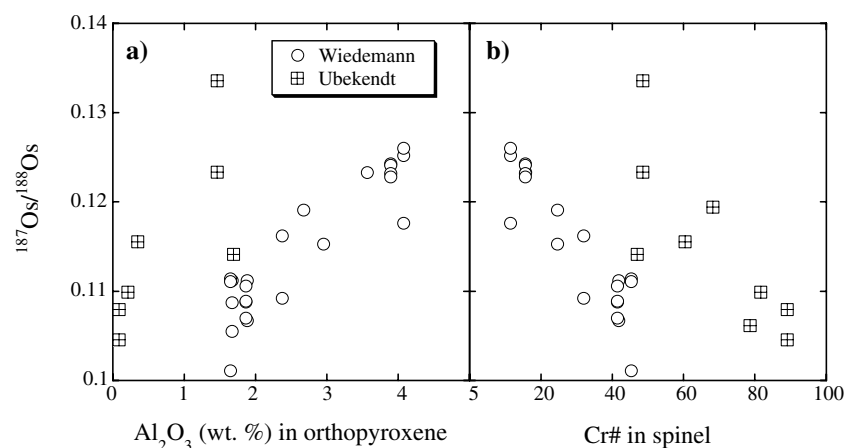 a)
Wiedemann
Ubekendt
b)
0.14
0.13
0.12
0.11
0.1
¹⁸⁷Os/¹⁸⁸Os
0 1 2 3 4
5 20 40 60 80 100
Al₂O₃ (wt. %) in orthopyroxene
Cr# in spinel